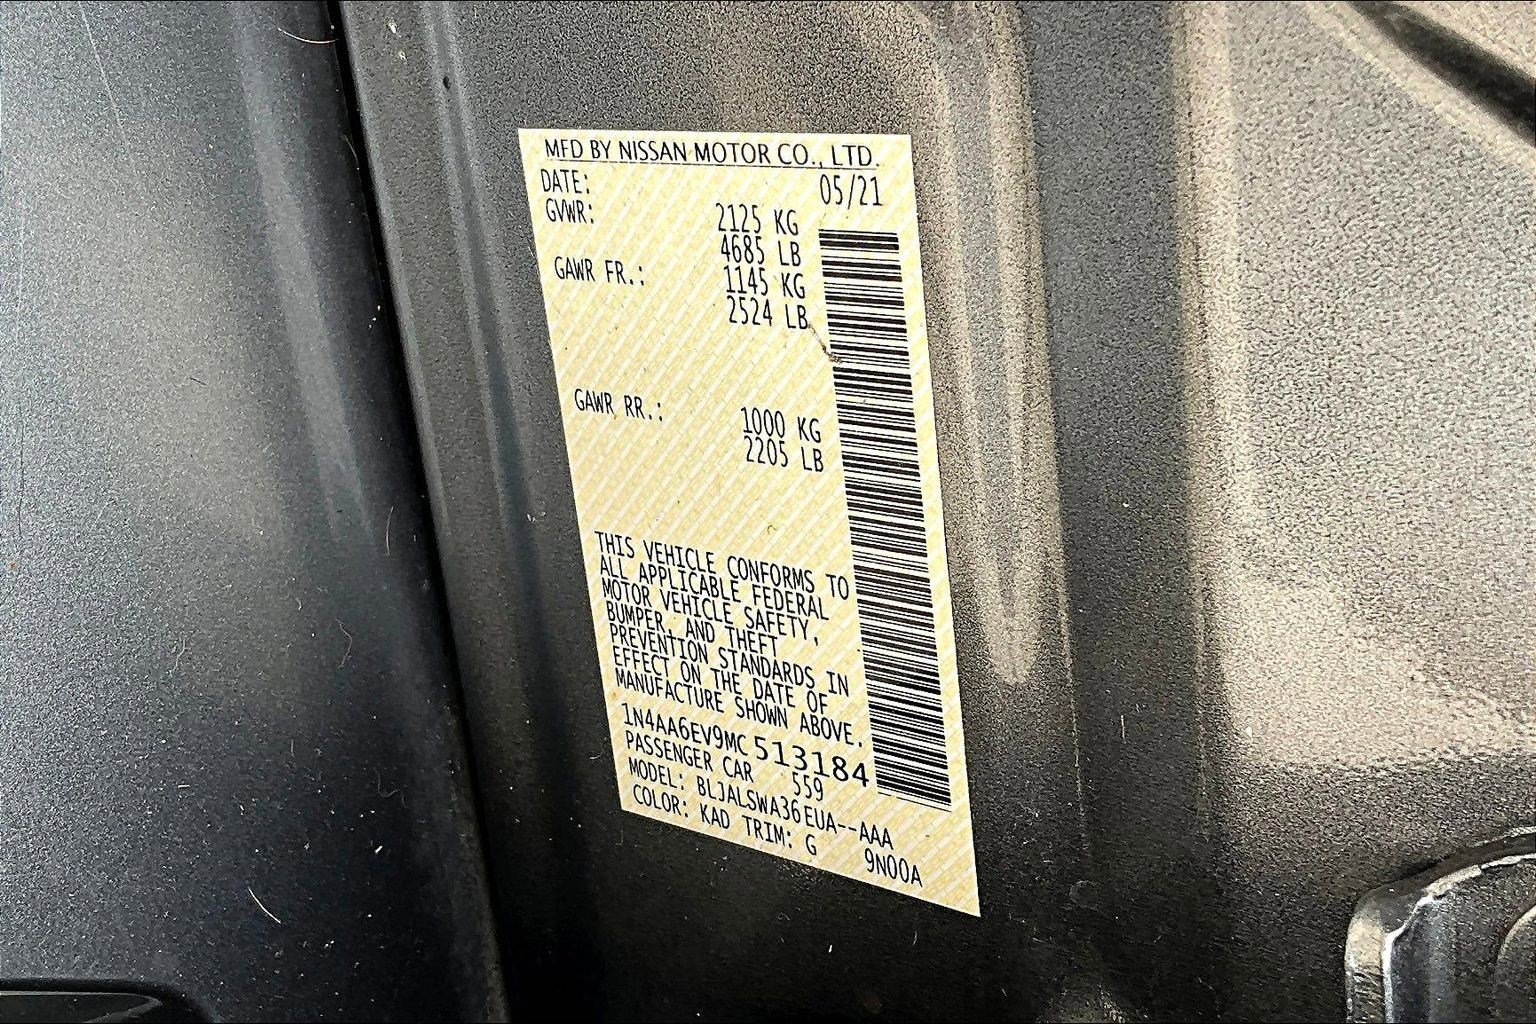 MFD BY NISSAN MOTOR CO., LTD.
DATE: 05/21
GVWR: 2125 KG
4685 LB
GAWR FR.: 1145 KG
2524 LB
GAWR RR.: 1000 KG
2205 LB
THIS VEHICLE CONFORMS TO
ALL APPLICABLE FEDERAL
MOTOR VEHICLE SAFETY,
BUMPER, AND THEFT
PREVENTION STANDARDS IN
EFFECT ON THE DATE OF
MANUFACTURE SHOWN ABOVE.
1N4AA6EV9MC513184
PASSENGER CAR 559
MODEL: BLJALSWA36EUA--AAA
COLOR: KAD TRIM: G 9N00A